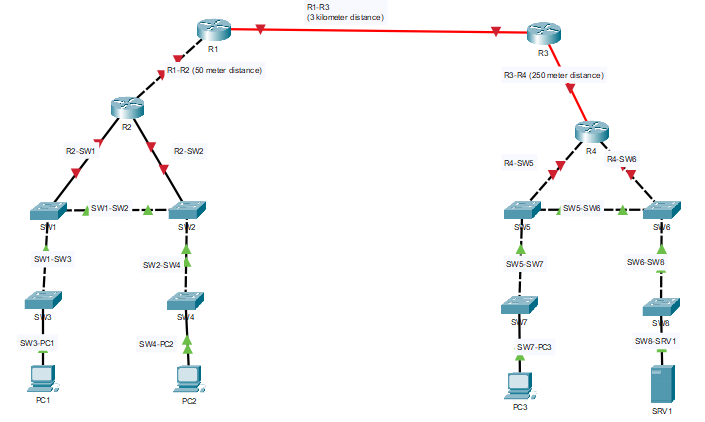 R1-R3
(3 kilometer distance)
R1
R3
R1-R2 (50 meter distance)
R3-R4 (250 meter distance)
R2
R4
R2-SW1
R2-SW2
R4-SW5
R4-SW6
SW1-SW2
SW5-SW6
SW1
SW2
SW5
SW6
SW1-SW3
SW2-SW4
SW5-SW7
SW6-SW8
SW3
SW4
SW7
SW8
SW3-PC1
SW4-PC2
SW7-PC3
SW8-SRV1
PC1
PC2
PC3
SRV1